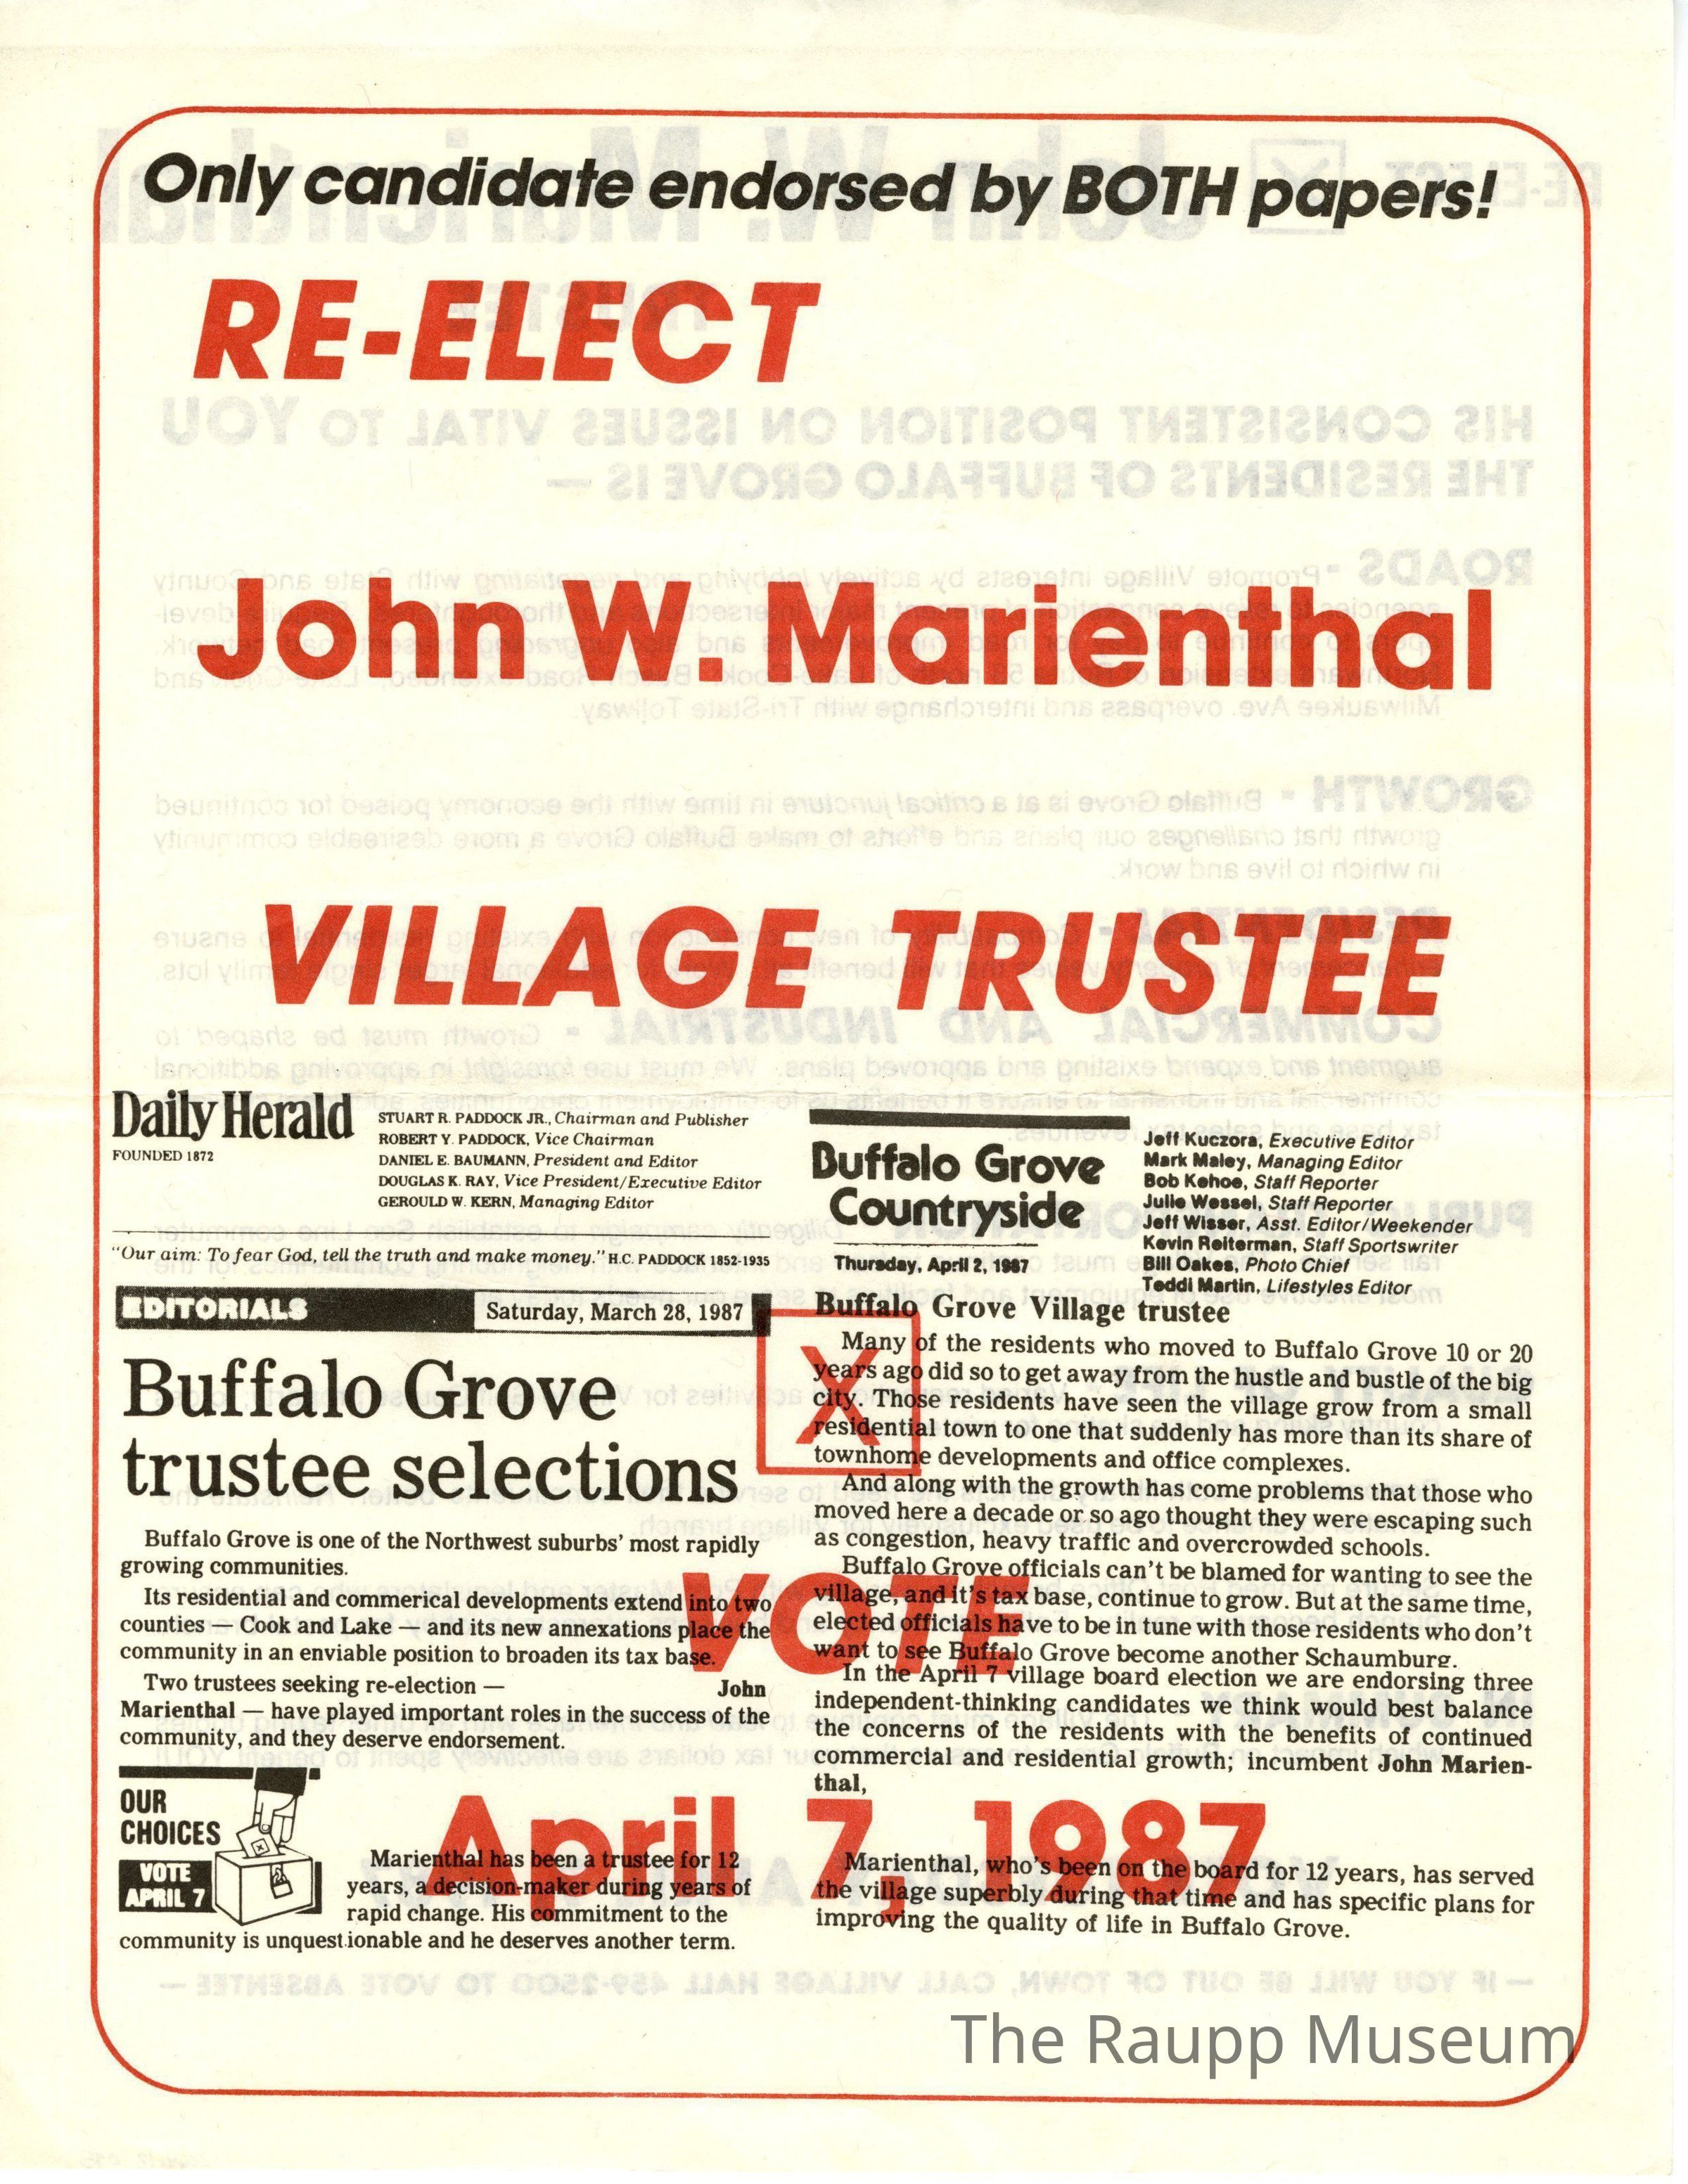 Only candidate endorsed by BOTH papers!
RE-ELECT
John W. Marienthal
VILLAGE TRUSTEE
Daily Herald
FOUNDED 1872
STUART R. PADDOCK JR., Chairman and Publisher
ROBERT Y. PADDOCK, Vice Chairman
DANIEL E. BAUMANN, President and Editor
DOUGLAS K. RAY, Vice President/Executive Editor
GEROULD W. KERN, Managing Editor
"Our aim: To fear God, tell the truth and make money." H.C. PADDOCK 1852-1935
EDITORIALS
Saturday, March 28, 1987
Buffalo Grove
trustee selections
Buffalo Grove is one of the Northwest suburbs' most rapidly
growing communities.
Its residential and commerical developments extend into two
counties — Cook and Lake — and its new annexations place the
community in an enviable position to broaden its tax base.
Two trustees seeking re-election — John
Marienthal — have played important roles in the success of the
community, and they deserve endorsement.
OUR
CHOICES
VOTE
APRIL 7
Marienthal has been a trustee for 12
years, a decision-maker during years of
rapid change. His commitment to the
community is unquestionable and he deserves another term.
Buffalo Grove
Countryside
Thursday, April 2, 1987
Jeff Kuczora, Executive Editor
Mark Maley, Managing Editor
Bob Kehoe, Staff Reporter
Julie Wessel, Staff Reporter
Jeff Wisser, Asst. Editor/Weekender
Kevin Reiterman, Staff Sportswriter
Bill Oakes, Photo Chief
Teddi Martin, Lifestyles Editor
Buffalo Grove Village trustee
Many of the residents who moved to Buffalo Grove 10 or 20
years ago did so to get away from the hustle and bustle of the big
city. Those residents have seen the village grow from a small
residential town to one that suddenly has more than its share of
townhome developments and office complexes.
And along with the growth has come problems that those who
moved here a decade or so ago thought they were escaping such
as congestion, heavy traffic and overcrowded schools.
Buffalo Grove officials can't be blamed for wanting to see the
village, and it's tax base, continue to grow. But at the same time,
elected officials have to be in tune with those residents who don't
want to see Buffalo Grove become another Schaumburg.
In the April 7 village board election we are endorsing three
independent-thinking candidates we think would best balance
the concerns of the residents with the benefits of continued
commercial and residential growth; incumbent John Marien-
thal,
Marienthal, who's been on the board for 12 years, has served
the village superbly during that time and has specific plans for
improving the quality of life in Buffalo Grove.
X
VOTE
April 7, 1987
The Raupp Museum